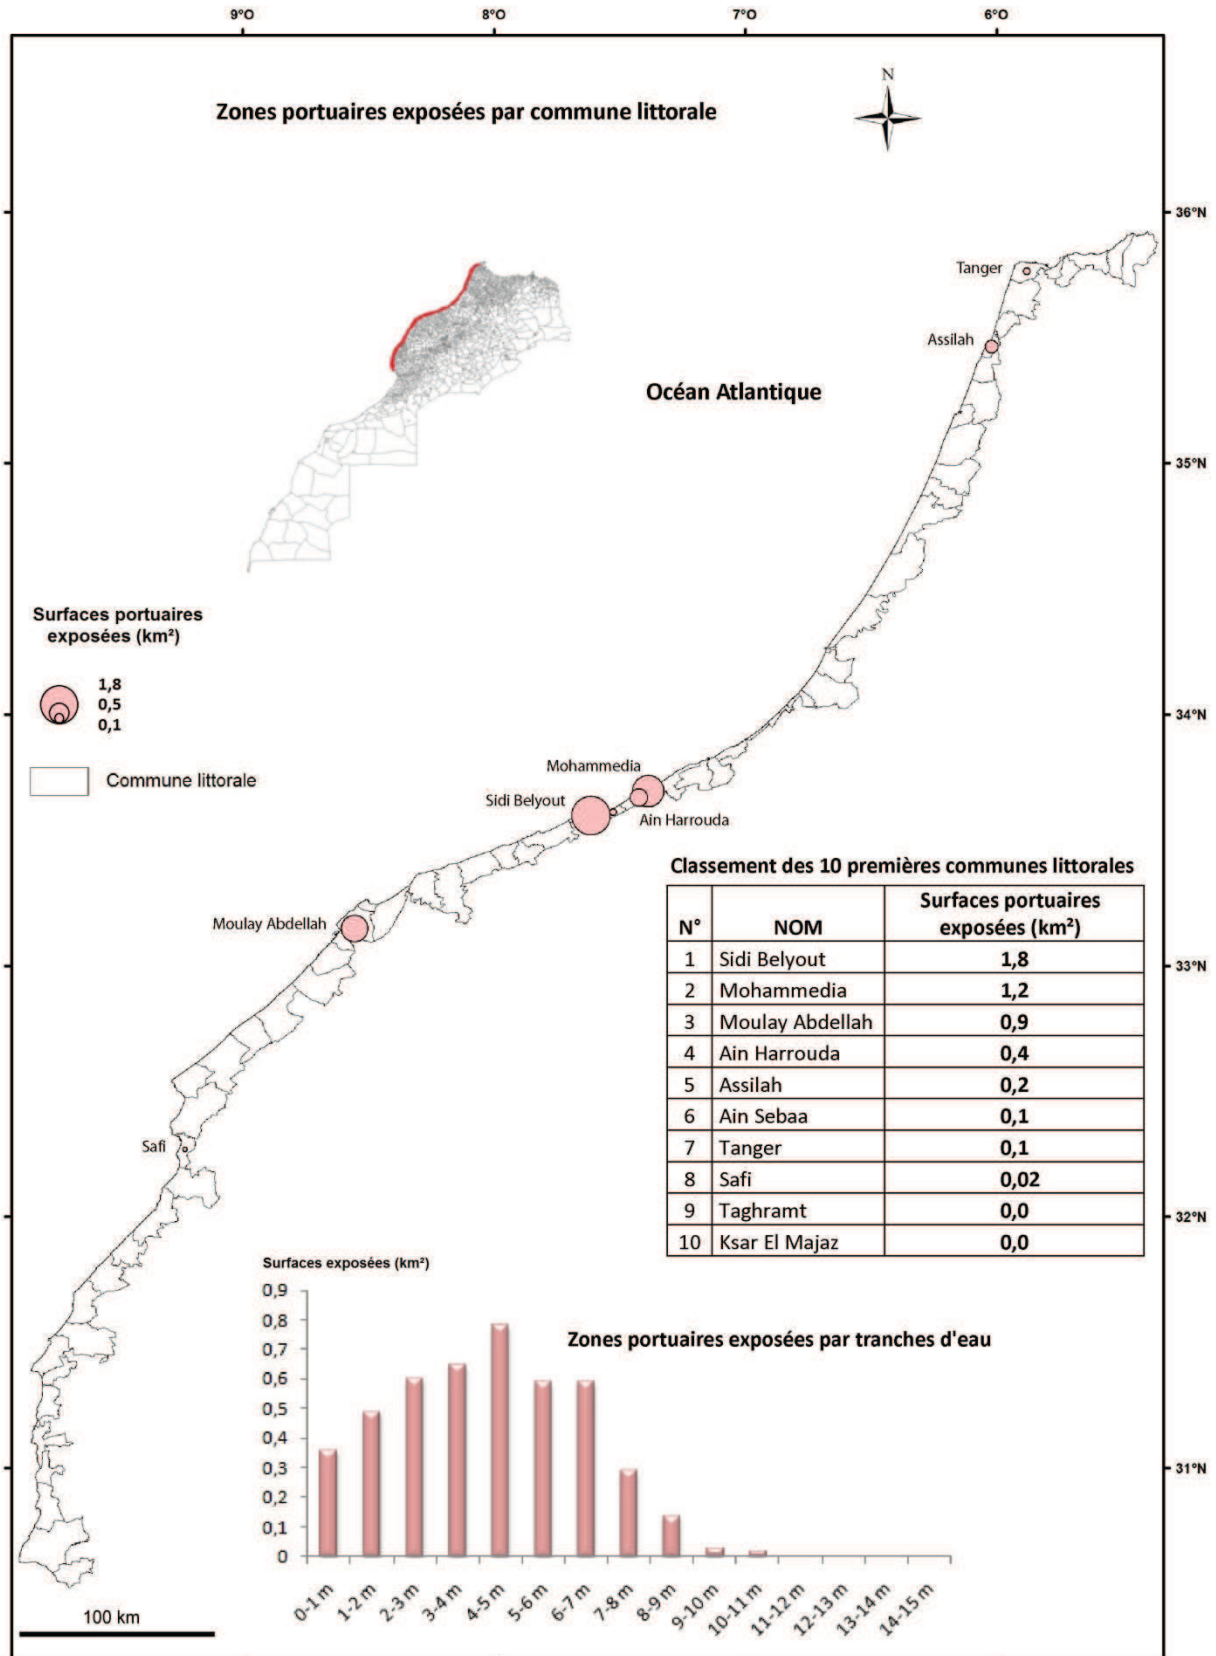 9°O 8°O 7°O 6°O
Zones portuaires exposées par commune littorale
N
36°N
Tanger
Assilah
Océan Atlantique
35°N
Surfaces portuaires
exposées (km²)
1,8
0,5
0,1
34°N
Commune littorale
Mohammedia
Sidi Belyout
Ain Harrouda
Moulay Abdellah
Classement des 10 premières communes littorales
N° NOM Surfaces portuaires
exposées (km²)
1 Sidi Belyout 1,8
2 Mohammedia 1,2
3 Moulay Abdellah 0,9
4 Ain Harrouda 0,4
5 Assilah 0,2
6 Ain Sebaa 0,1
7 Tanger 0,1
8 Safi 0,02
9 Taghramt 0,0
10 Ksar El Majaz 0,0
33°N
Safi
32°N
Surfaces exposées (km²)
Zones portuaires exposées par tranches d'eau
0,9
0,8
0,7
0,6
0,5
0,4
0,3
0,2
0,1
0
0-1 m 1-2 m 2-3 m 3-4 m 4-5 m 5-6 m 6-7 m 7-8 m 8-9 m 9-10 m 10-11 m 11-12 m 12-13 m 13-14 m 14-15 m
31°N
100 km